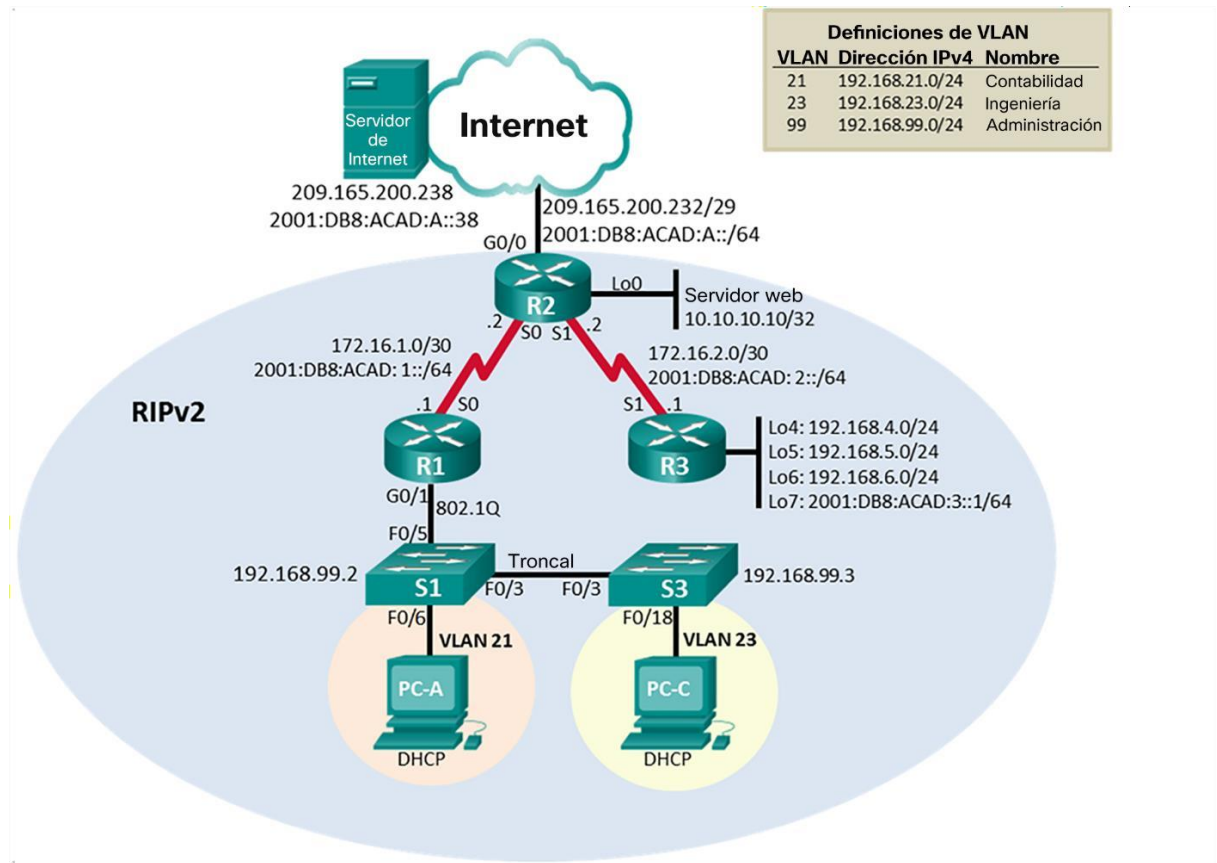 Definiciones de VLAN
VLAN Dirección IPv4 Nombre
21 192.168.21.0/24 Contabilidad
23 192.168.23.0/24 Ingeniería
99 192.168.99.0/24 Administración
Servidor
de
Internet
Internet
209.165.200.238
2001:DB8:ACAD:A::38
209.165.200.232/29
2001:DB8:ACAD:A::/64
G0/0
R2
Lo0
Servidor web
10.10.10.10/32
.2
S0
S1
.2
172.16.1.0/30
2001:DB8:ACAD: 1::/64
172.16.2.0/30
2001:DB8:ACAD: 2::/64
RIPv2
.1
S0
S1
.1
R1
R3
Lo4: 192.168.4.0/24
Lo5: 192.168.5.0/24
Lo6: 192.168.6.0/24
Lo7: 2001:DB8:ACAD:3::1/64
G0/1
802.1Q
F0/5
Troncal
192.168.99.2
S1
F0/3
F0/3
S3
192.168.99.3
F0/6
VLAN 21
F0/18
VLAN 23
PC-A
PC-C
DHCP
DHCP